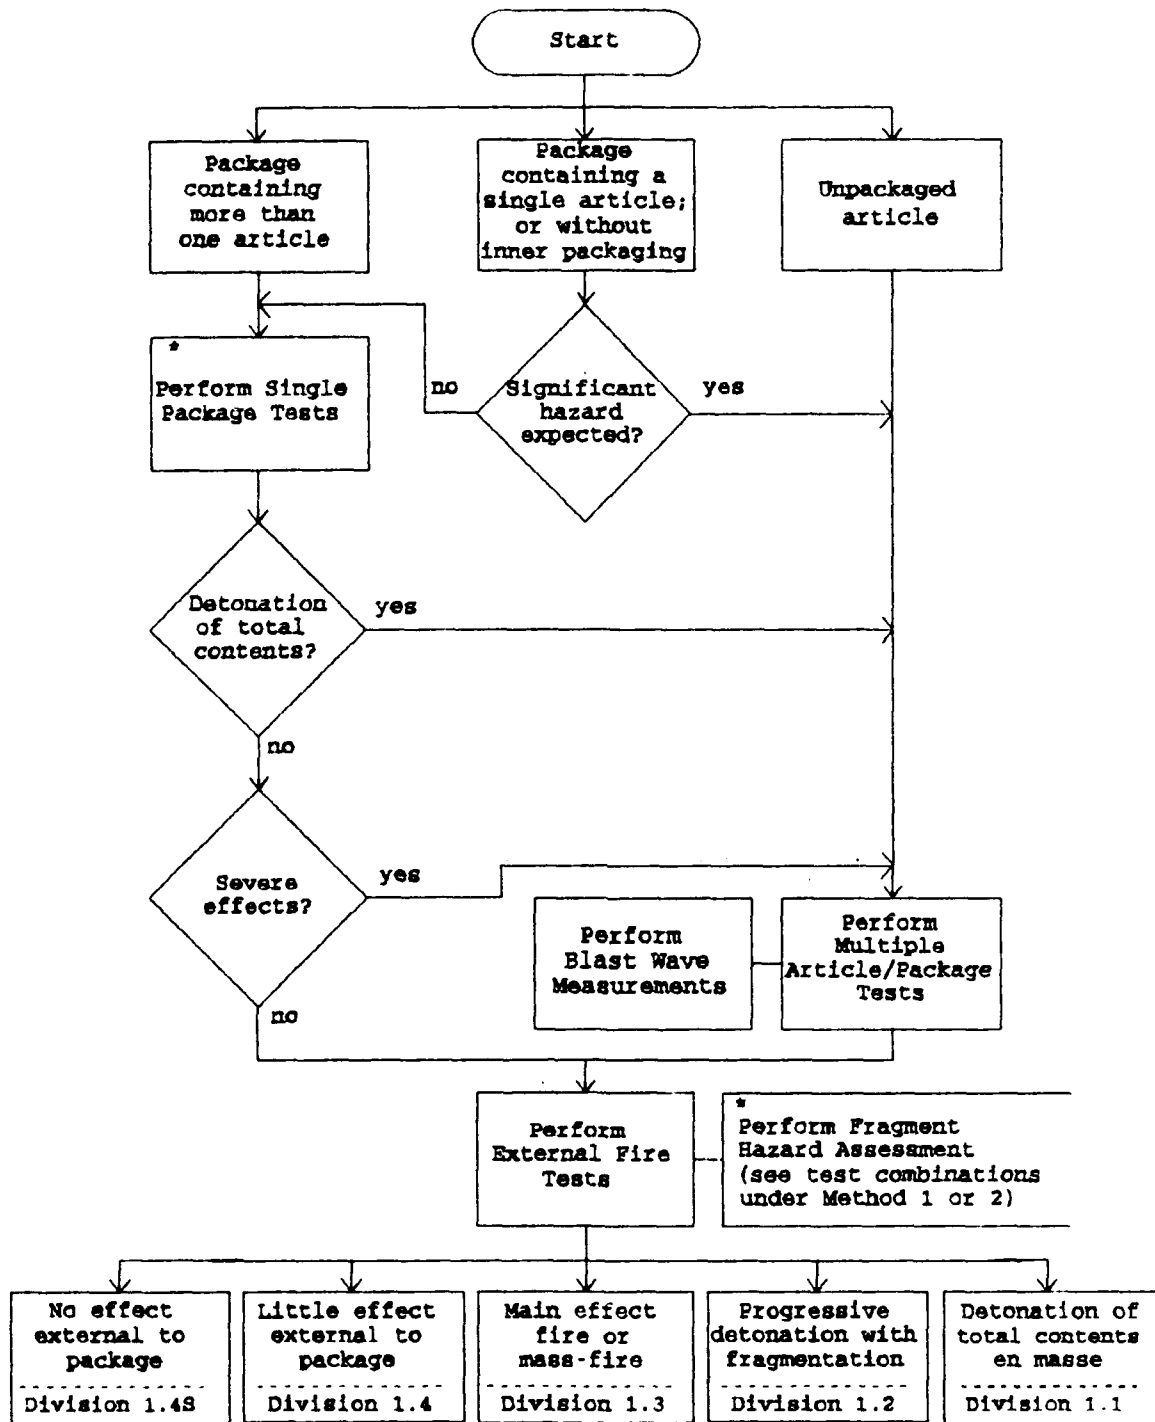 Start
Package
containing
more than
one article
Package
containing a
single article;
or without
inner packaging
Unpackaged
article
*
Perform Single
Package Tests
no
Significant
hazard
expected?
yes
Detonation
of total
contents?
yes
no
Severe
effects?
yes
no
Perform
Blast Wave
Measurements
Perform
Multiple
Article/Package
Tests
Perform
External Fire
Tests
*
Perform Fragment
Hazard Assessment
(see test combinations
under Method 1 or 2)
No effect
external to
package
Division 1.4S
Little effect
external to
package
Division 1.4
Main effect
fire or
mass-fire
Division 1.3
Progressive
detonation with
fragmentation
Division 1.2
Detonation of
total contents
en masse
Division 1.1